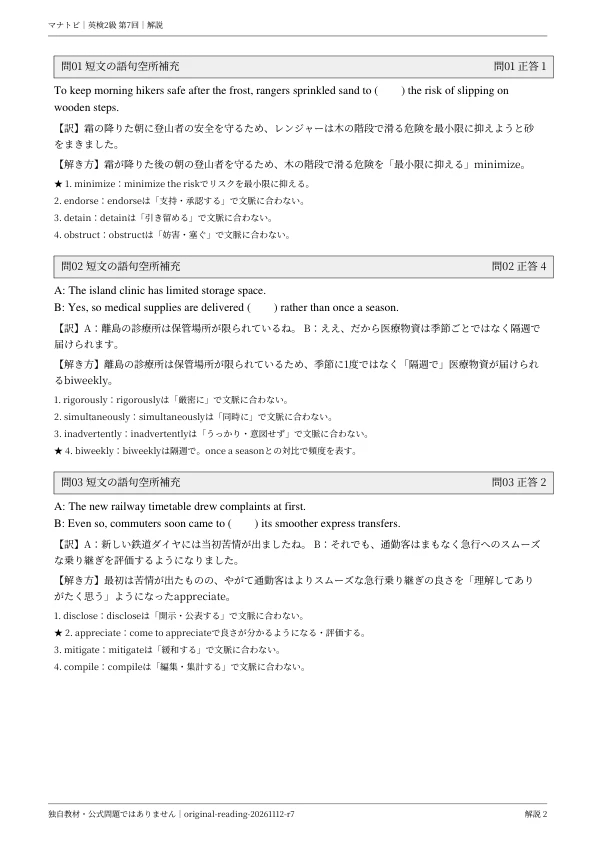 マナトビ｜英検2級 第7回｜解説
問01 短文の語句空所補充 問01 正答 1
To keep morning hikers safe after the frost, rangers sprinkled sand to (  ) the risk of slipping on
wooden steps.
【訳】霜の降りた朝に登山者の安全を守るため、レンジャーは木の階段で滑る危険を最小限に抑えようと砂
をまきました。
【解き方】霜が降りた後の朝の登山者を守るため、木の階段で滑る危険を「最小限に抑える」minimize。
★ 1. minimize：minimize the riskでリスクを最小限に抑える。
2. endorse：endorseは「支持・承認する」で文脈に合わない。
3. detain：detainは「引き留める」で文脈に合わない。
4. obstruct：obstructは「妨害・塞ぐ」で文脈に合わない。
問02 短文の語句空所補充 問02 正答 4
A: The island clinic has limited storage space.
B: Yes, so medical supplies are delivered (  ) rather than once a season.
【訳】A：離島の診療所は保管場所が限られているね。 B：ええ、だから医療物資は季節ごとではなく隔週で
届けられます。
【解き方】離島の診療所は保管場所が限られているため、季節に1度ではなく「隔週で」医療物資が届けられ
るbiweekly。
1. rigorously：rigorouslyは「厳密に」で文脈に合わない。
2. simultaneously：simultaneouslyは「同時に」で文脈に合わない。
3. inadvertently：inadvertentlyは「うっかり・意図せず」で文脈に合わない。
★ 4. biweekly：biweeklyは隔週で。once a seasonとの対比で頻度を表す。
問03 短文の語句空所補充 問03 正答 2
A: The new railway timetable drew complaints at first.
B: Even so, commuters soon came to (  ) its smoother express transfers.
【訳】A：新しい鉄道ダイヤには当初苦情が出ましたね。 B：それでも、通勤客はまもなく急行へのスムーズ
な乗り継ぎを評価するようになりました。
【解き方】最初は苦情が出たものの、やがて通勤客はよりスムーズな急行乗り継ぎの良さを「理解してあり
がたく思う」ようになったappreciate。
1. disclose：discloseは「開示・公表する」で文脈に合わない。
★ 2. appreciate：come to appreciateで良さが分かるようになる・評価する。
3. mitigate：mitigateは「緩和する」で文脈に合わない。
4. compile：compileは「編集・集計する」で文脈に合わない。
独自教材・公式問題ではありません｜original-reading-20261112-r7 解説 2